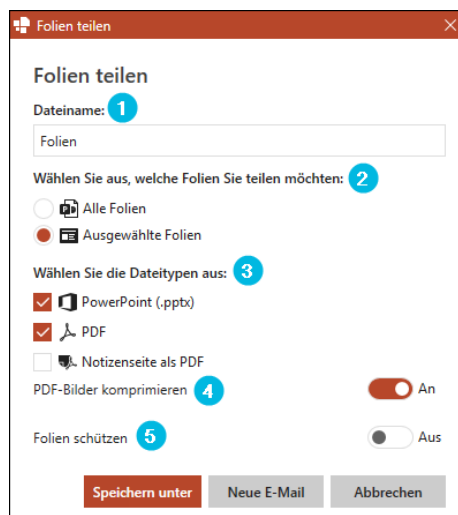 Folien teilen
Folien teilen
Dateiname: 1
Folien
Wählen Sie aus, welche Folien Sie teilen möchten: 2
Alle Folien
Ausgewählte Folien
Wählen Sie die Dateitypen aus: 3
PowerPoint (.pptx)
PDF
Notizenseite als PDF
PDF-Bilder komprimieren 4 An
Folien schützen 5 Aus
Speichern unter Neue E-Mail Abbrechen